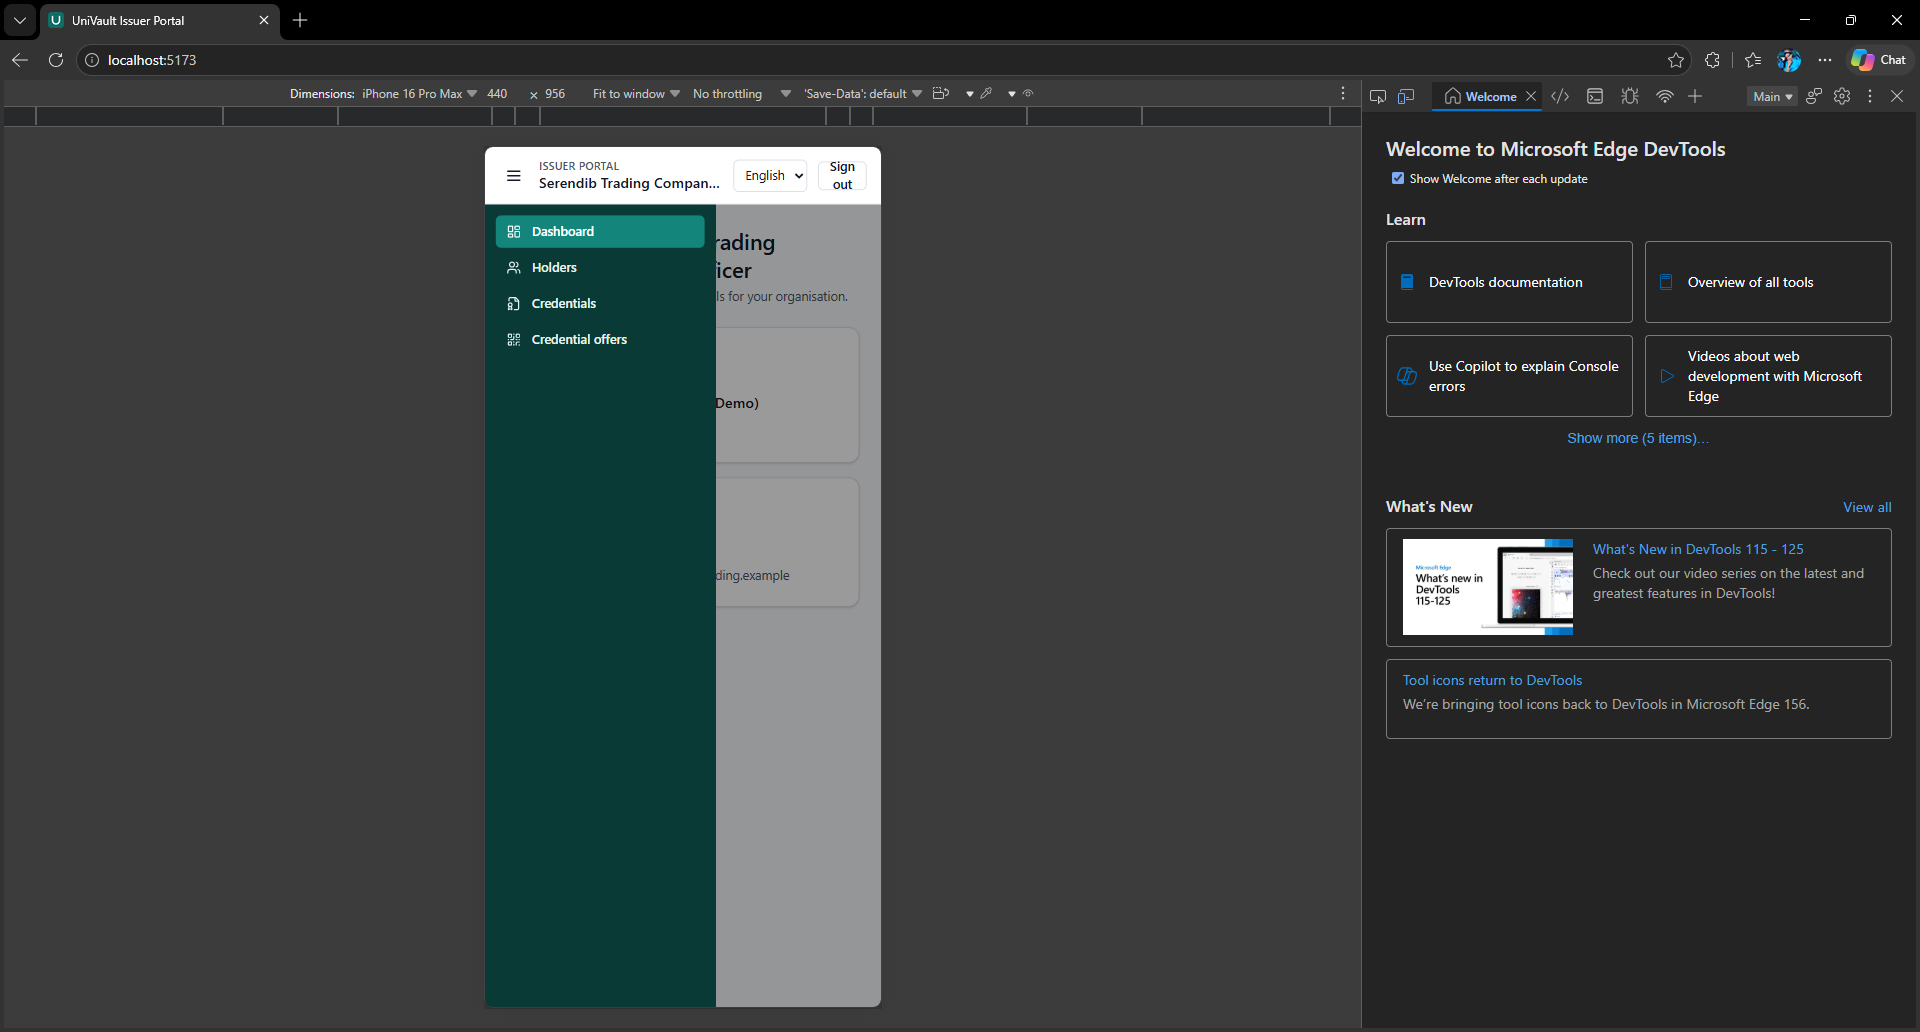 UniVault Issuer Portal
localhost:5173
Chat
Dimensions: iPhone 16 Pro Max 440 × 956 Fit to window No throttling 'Save-Data': default
Welcome
Main
ISSUER PORTAL
Serendib Trading Compan...
English
Sign
out
Dashboard
Holders
Credentials
Credential offers
rading
icer
ls for your organisation.
Demo)
ding.example
Welcome to Microsoft Edge DevTools
Show Welcome after each update
Learn
DevTools documentation
Overview of all tools
Use Copilot to explain Console
errors
Videos about web
development with Microsoft
Edge
Show more (5 items)...
What's New
View all
Microsoft Edge
What's new in
DevTools
115-125
What's New in DevTools 115 - 125
Check out our video series on the latest and
greatest features in DevTools!
Tool icons return to DevTools
We're bringing tool icons back to DevTools in Microsoft Edge 156.